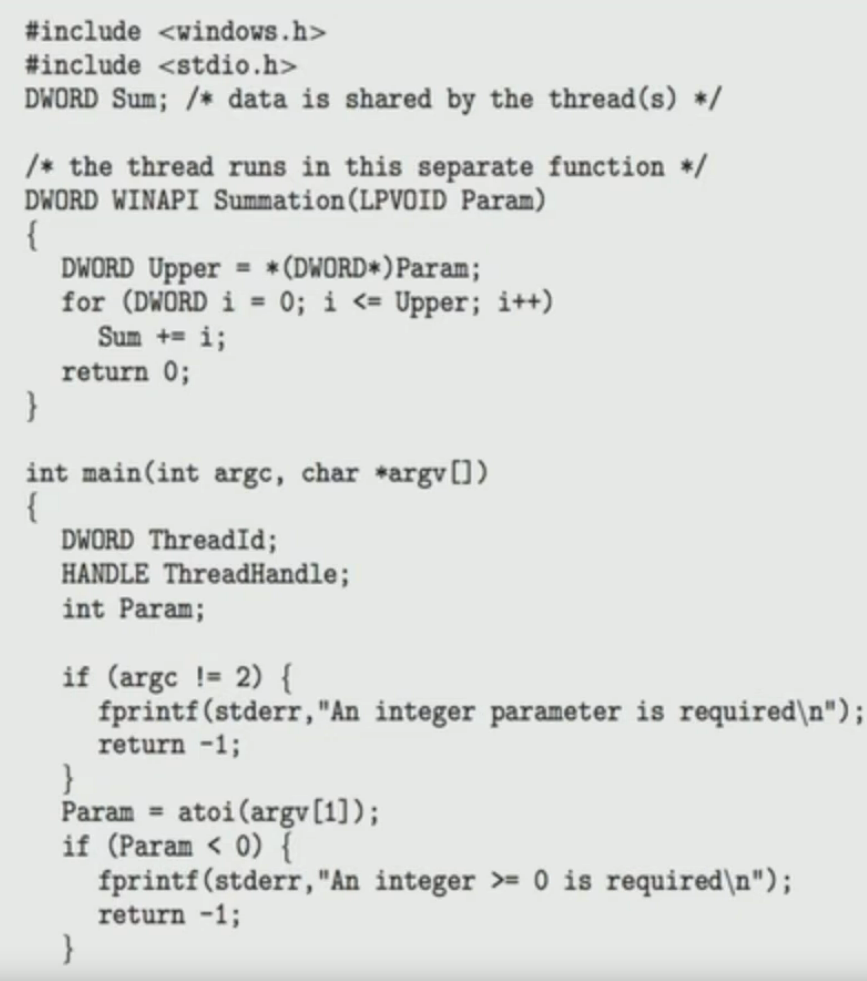 #include <windows.h>
#include <stdio.h>
DWORD Sum; /* data is shared by the thread(s) */
/* the thread runs in this separate function */
DWORD WINAPI Summation(LPVOID Param)
{
DWORD Upper = *(DWORD*)Param;
for (DWORD i = 0; i <= Upper; i++)
Sum += i;
return 0;
}
int main(int argc, char *argv[])
{
DWORD ThreadId;
HANDLE ThreadHandle;
int Param;
if (argc != 2) {
fprintf(stderr,"An integer parameter is required\n");
return -1;
}
Param = atoi(argv[1]);
if (Param < 0) {
fprintf(stderr,"An integer >= 0 is required\n");
return -1;
}